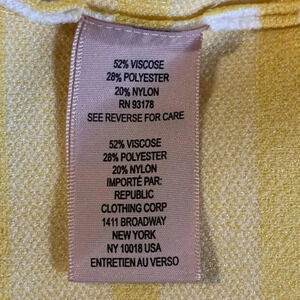 52% VISCOSE
28% POLYESTER
20% NYLON
RN 93178
SEE REVERSE FOR CARE
52% VISCOSE
28% POLYESTER
20% NYLON
IMPORTÉ PAR:
REPUBLIC
CLOTHING CORP
1411 BROADWAY
NEW YORK
NY 10018 USA
ENTRETIEN AU VERSO